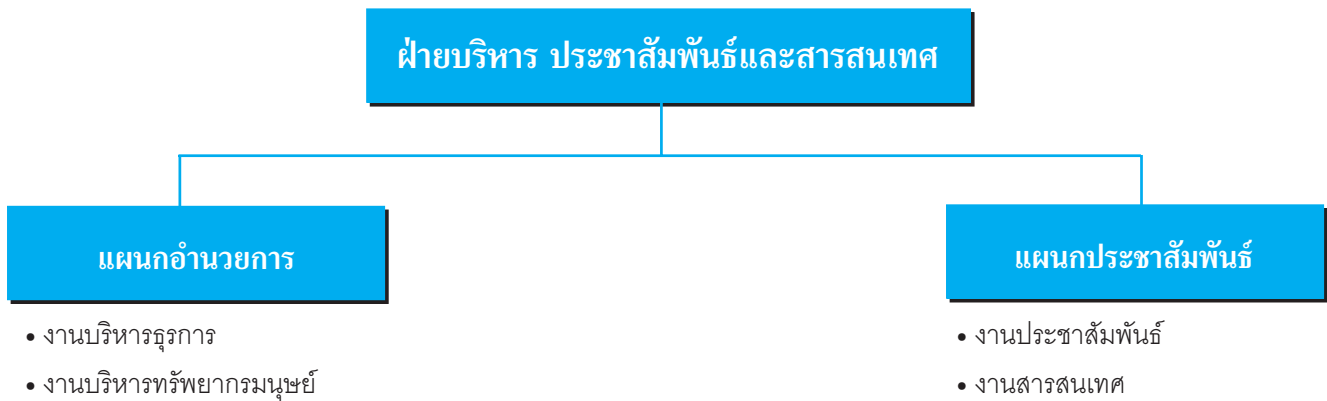 ฝ่ายบริหาร ประชาสัมพันธ์และสารสนเทศ
แผนกอำนวยการ
• งานบริหารธุรการ
• งานบริหารทรัพยากรมนุษย์
แผนกประชาสัมพันธ์
• งานประชาสัมพันธ์
• งานสารสนเทศ